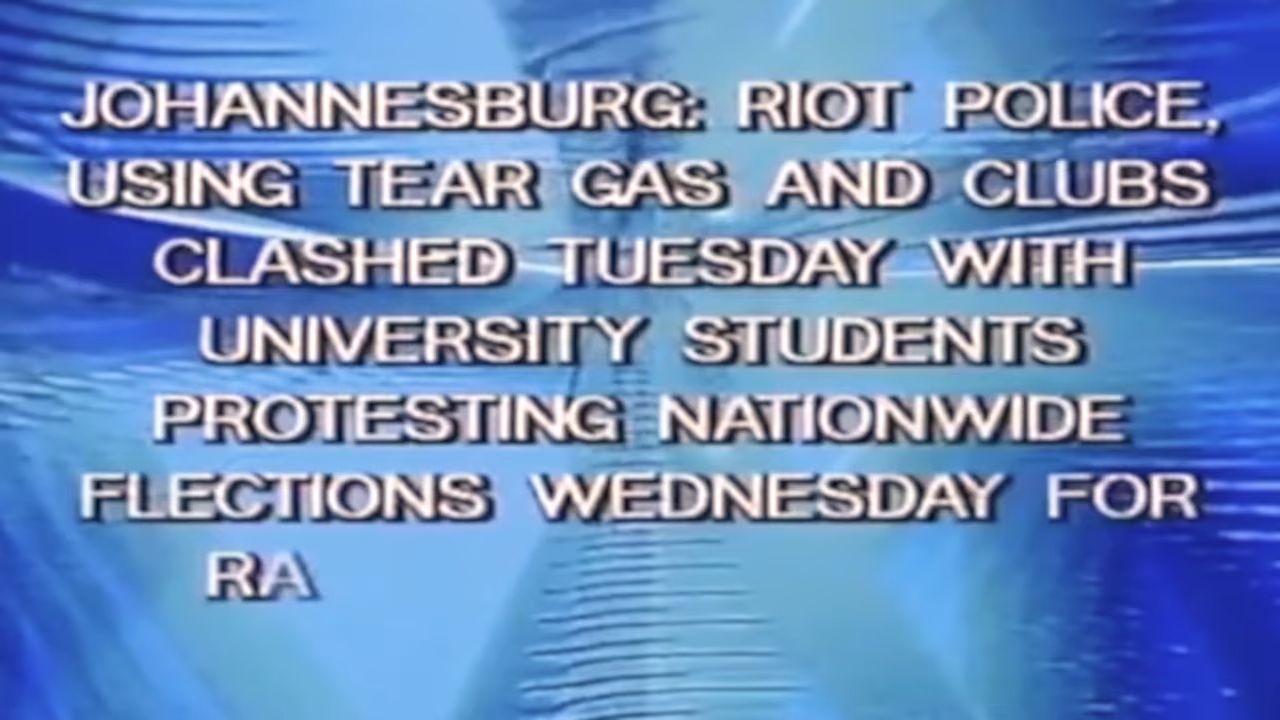 JOHANNESBURG: RIOT POLICE,
USING TEAR GAS AND CLUBS
CLASHED TUESDAY WITH
UNIVERSITY STUDENTS
PROTESTING NATIONWIDE
FLECTIONS WEDNESDAY FOR
RA